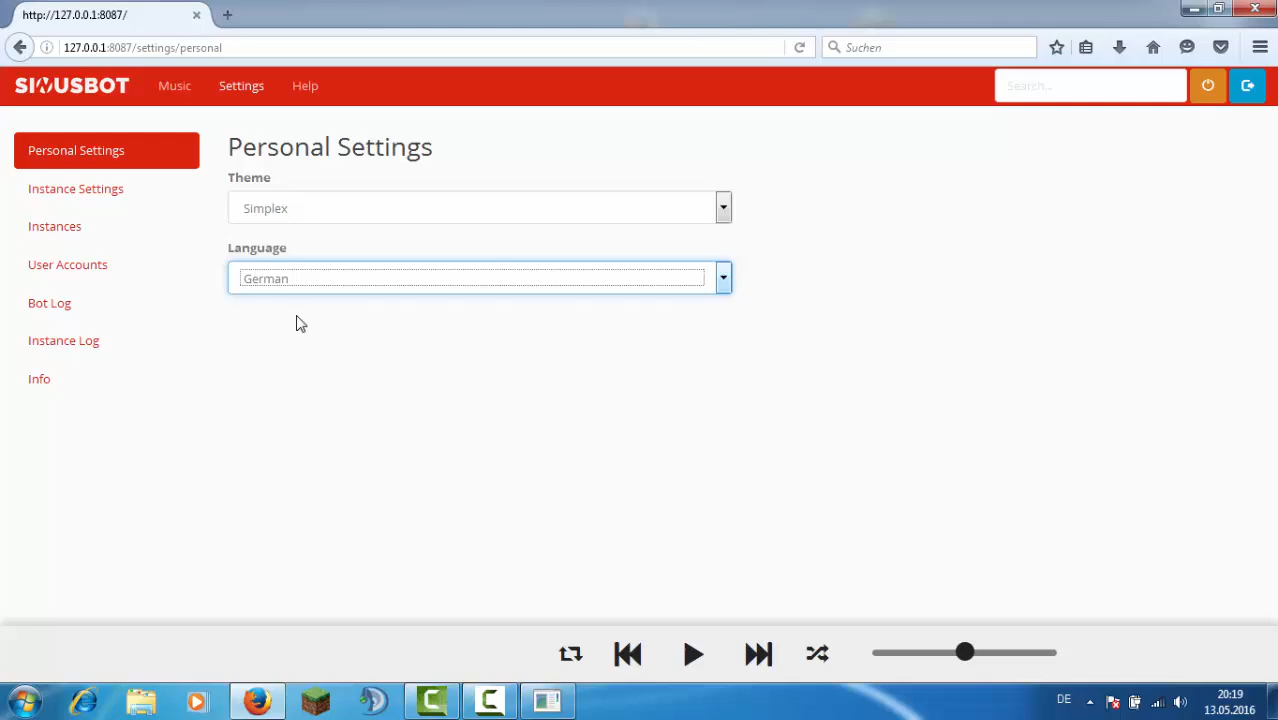 http://127.0.0.1:8087/
127.0.0.1:8087/settings/personal
Suchen
SINUSBOT
Music
Settings
Help
Search...
Personal Settings
Instance Settings
Instances
User Accounts
Bot Log
Instance Log
Info
Personal Settings
Theme
Simplex
Language
German
DE
20:19
13.05.2016